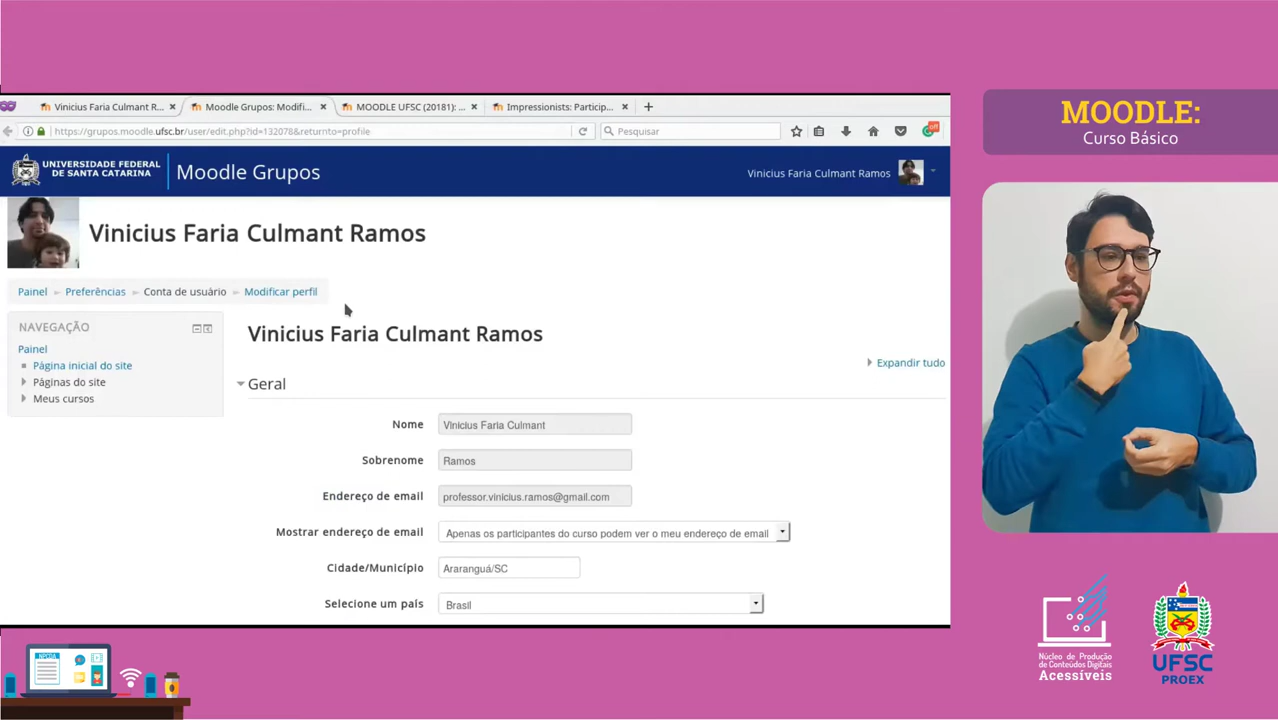 Vinicius Faria Culmant R...
Moodle Grupos: Modifi...
MOODLE UFSC (20181): ...
Impressionists: Particip...
https://grupos.moodle.ufsc.br/user/edit.php?id=132078&returnto=profile
Pesquisar
off
UNIVERSIDADE FEDERAL
DE SANTA CATARINA
Moodle Grupos
Vinicius Faria Culmant Ramos
Vinicius Faria Culmant Ramos
Painel
Preferências
Conta de usuário
Modificar perfil
NAVEGAÇÃO
Painel
Página inicial do site
Páginas do site
Meus cursos
Vinicius Faria Culmant Ramos
Expandir tudo
Geral
Nome
Vinicius Faria Culmant
Sobrenome
Ramos
Endereço de email
professor.vinicius.ramos@gmail.com
Mostrar endereço de email
Apenas os participantes do curso podem ver o meu endereço de email
Cidade/Município
Araranguá/SC
Selecione um país
Brasil
MOODLE:
Curso Básico
Núcleo de Produção
de Conteúdos Digitais
Acessíveis
UFSC
PROEX
NPCDA